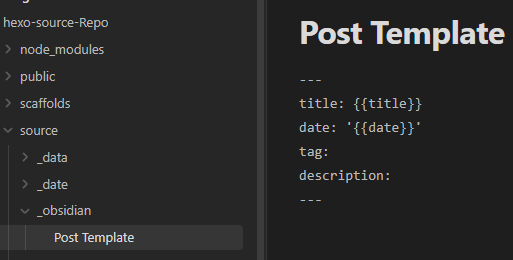 hexo-source-Repo
node_modules
public
scaffolds
source
_data
_date
_obsidian
Post Template
Post Template
---
title: {{title}}
date: '{{date}}'
tag:
description:
---